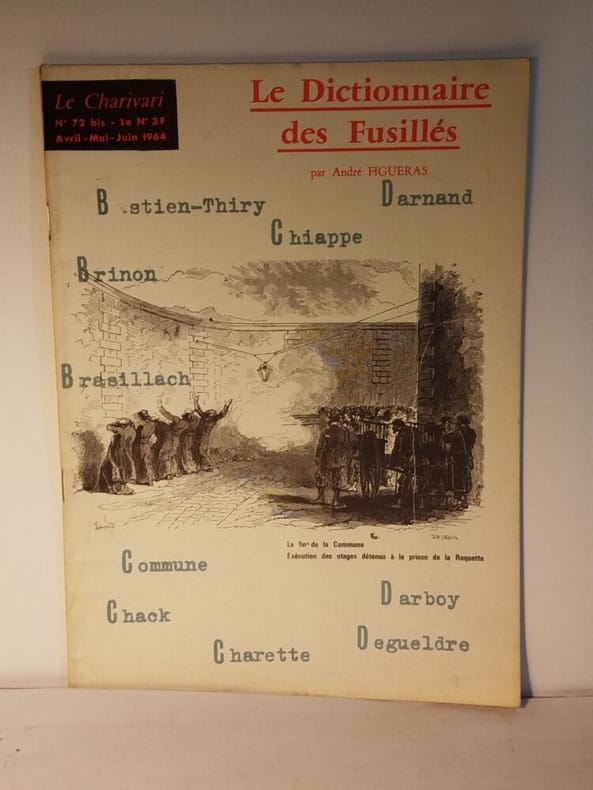 Le Charivari
N° 72 bis - Le N° 3 F
Avril - Mai - Juin 1964
Le Dictionnaire
des Fusillés
par André FIGUERAS
B stien-Thiry
Darnand
Chiappe
Brinon
Brasillach
La fin de la Commune
Exécution des otages détenus à la prison de la Roquette
Commune
Darboy
Chack
Degueldre
Charette